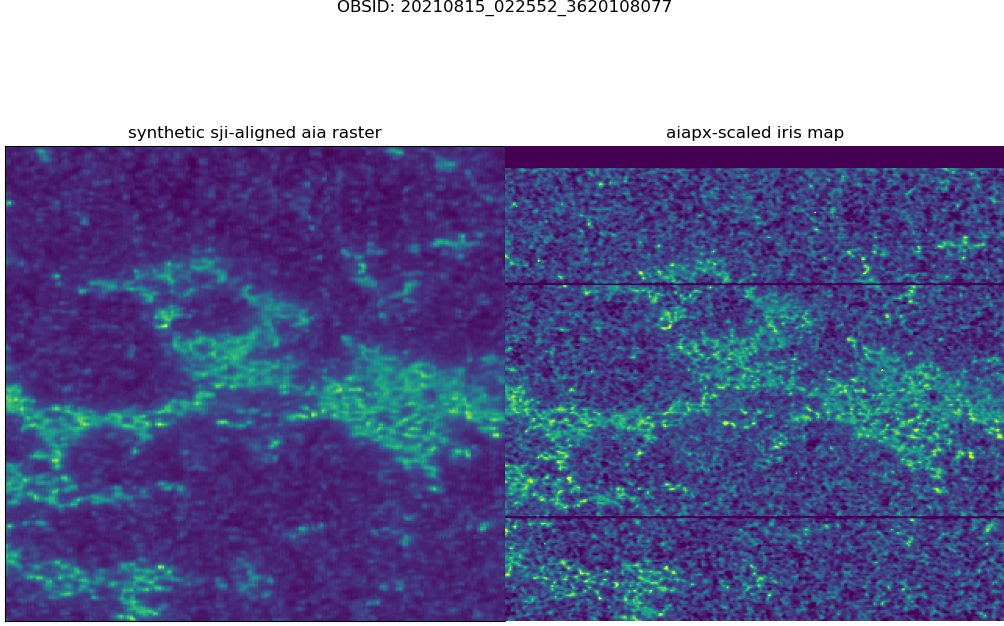 OBSID: 20210815_022552_3620108077
synthetic sji-aligned aia raster
aiapx-scaled iris map